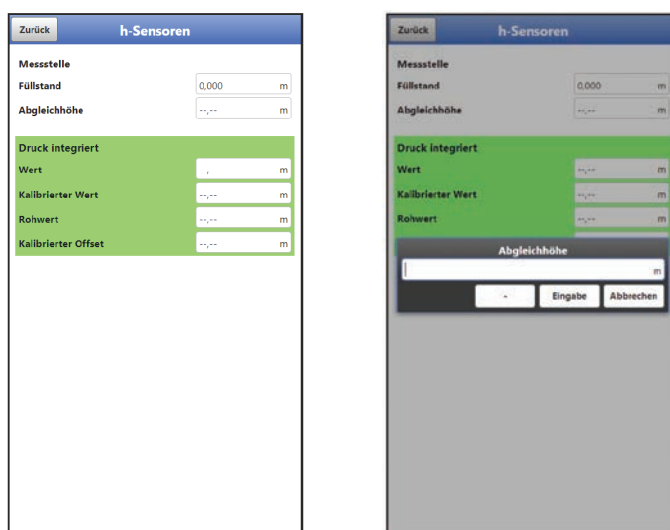 Zurück h-Sensoren
Messstelle
Füllstand 0,000 m
Abgleichhöhe --,-- m
Druck integriert
Wert , m
Kalibrierter Wert --,-- m
Rohwert --,-- m
Kalibrierter Offset --,-- m
Zurück h-Sensoren
Messstelle
Füllstand 0,000 m
Abgleichhöhe --,-- m
Druck integriert
Wert --,-- m
Kalibrierter Wert --,-- m
Rohwert --,-- m
Abgleichhöhe
m
- Eingabe Abbrechen